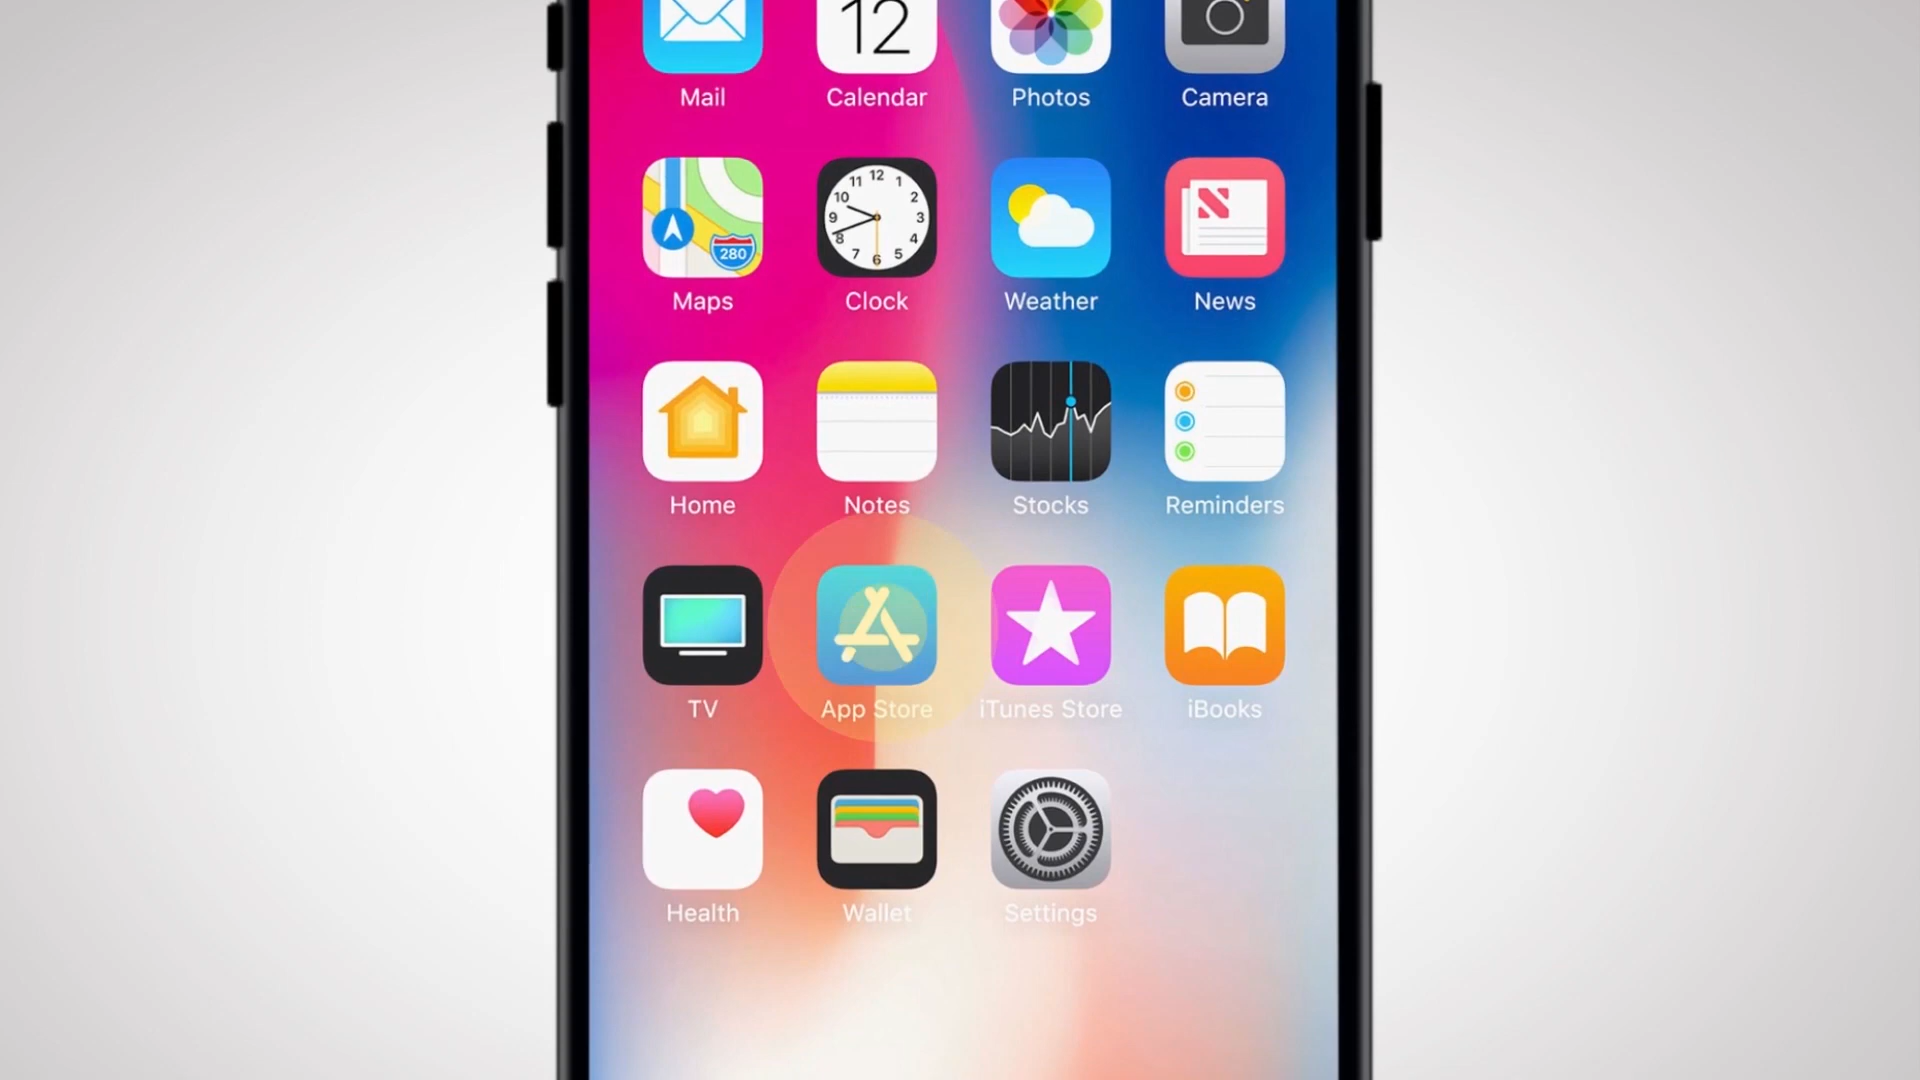 12
Mail Calendar Photos Camera
280
12 1 2 3 4 5 6 7 8 9 10 11
Maps Clock Weather News
Home Notes Stocks Reminders
TV App Store iTunes Store iBooks
Health Wallet Settings